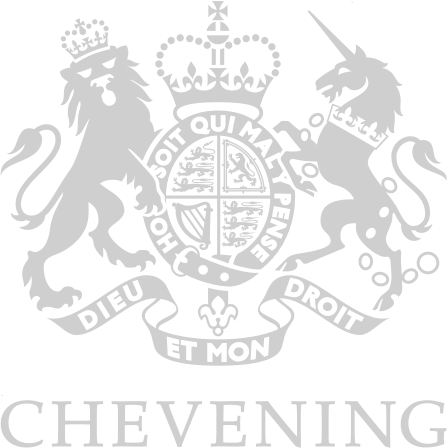 HONI SOIT QUI MAL Y PENSE
DIEU ET MON DROIT
CHEVENING